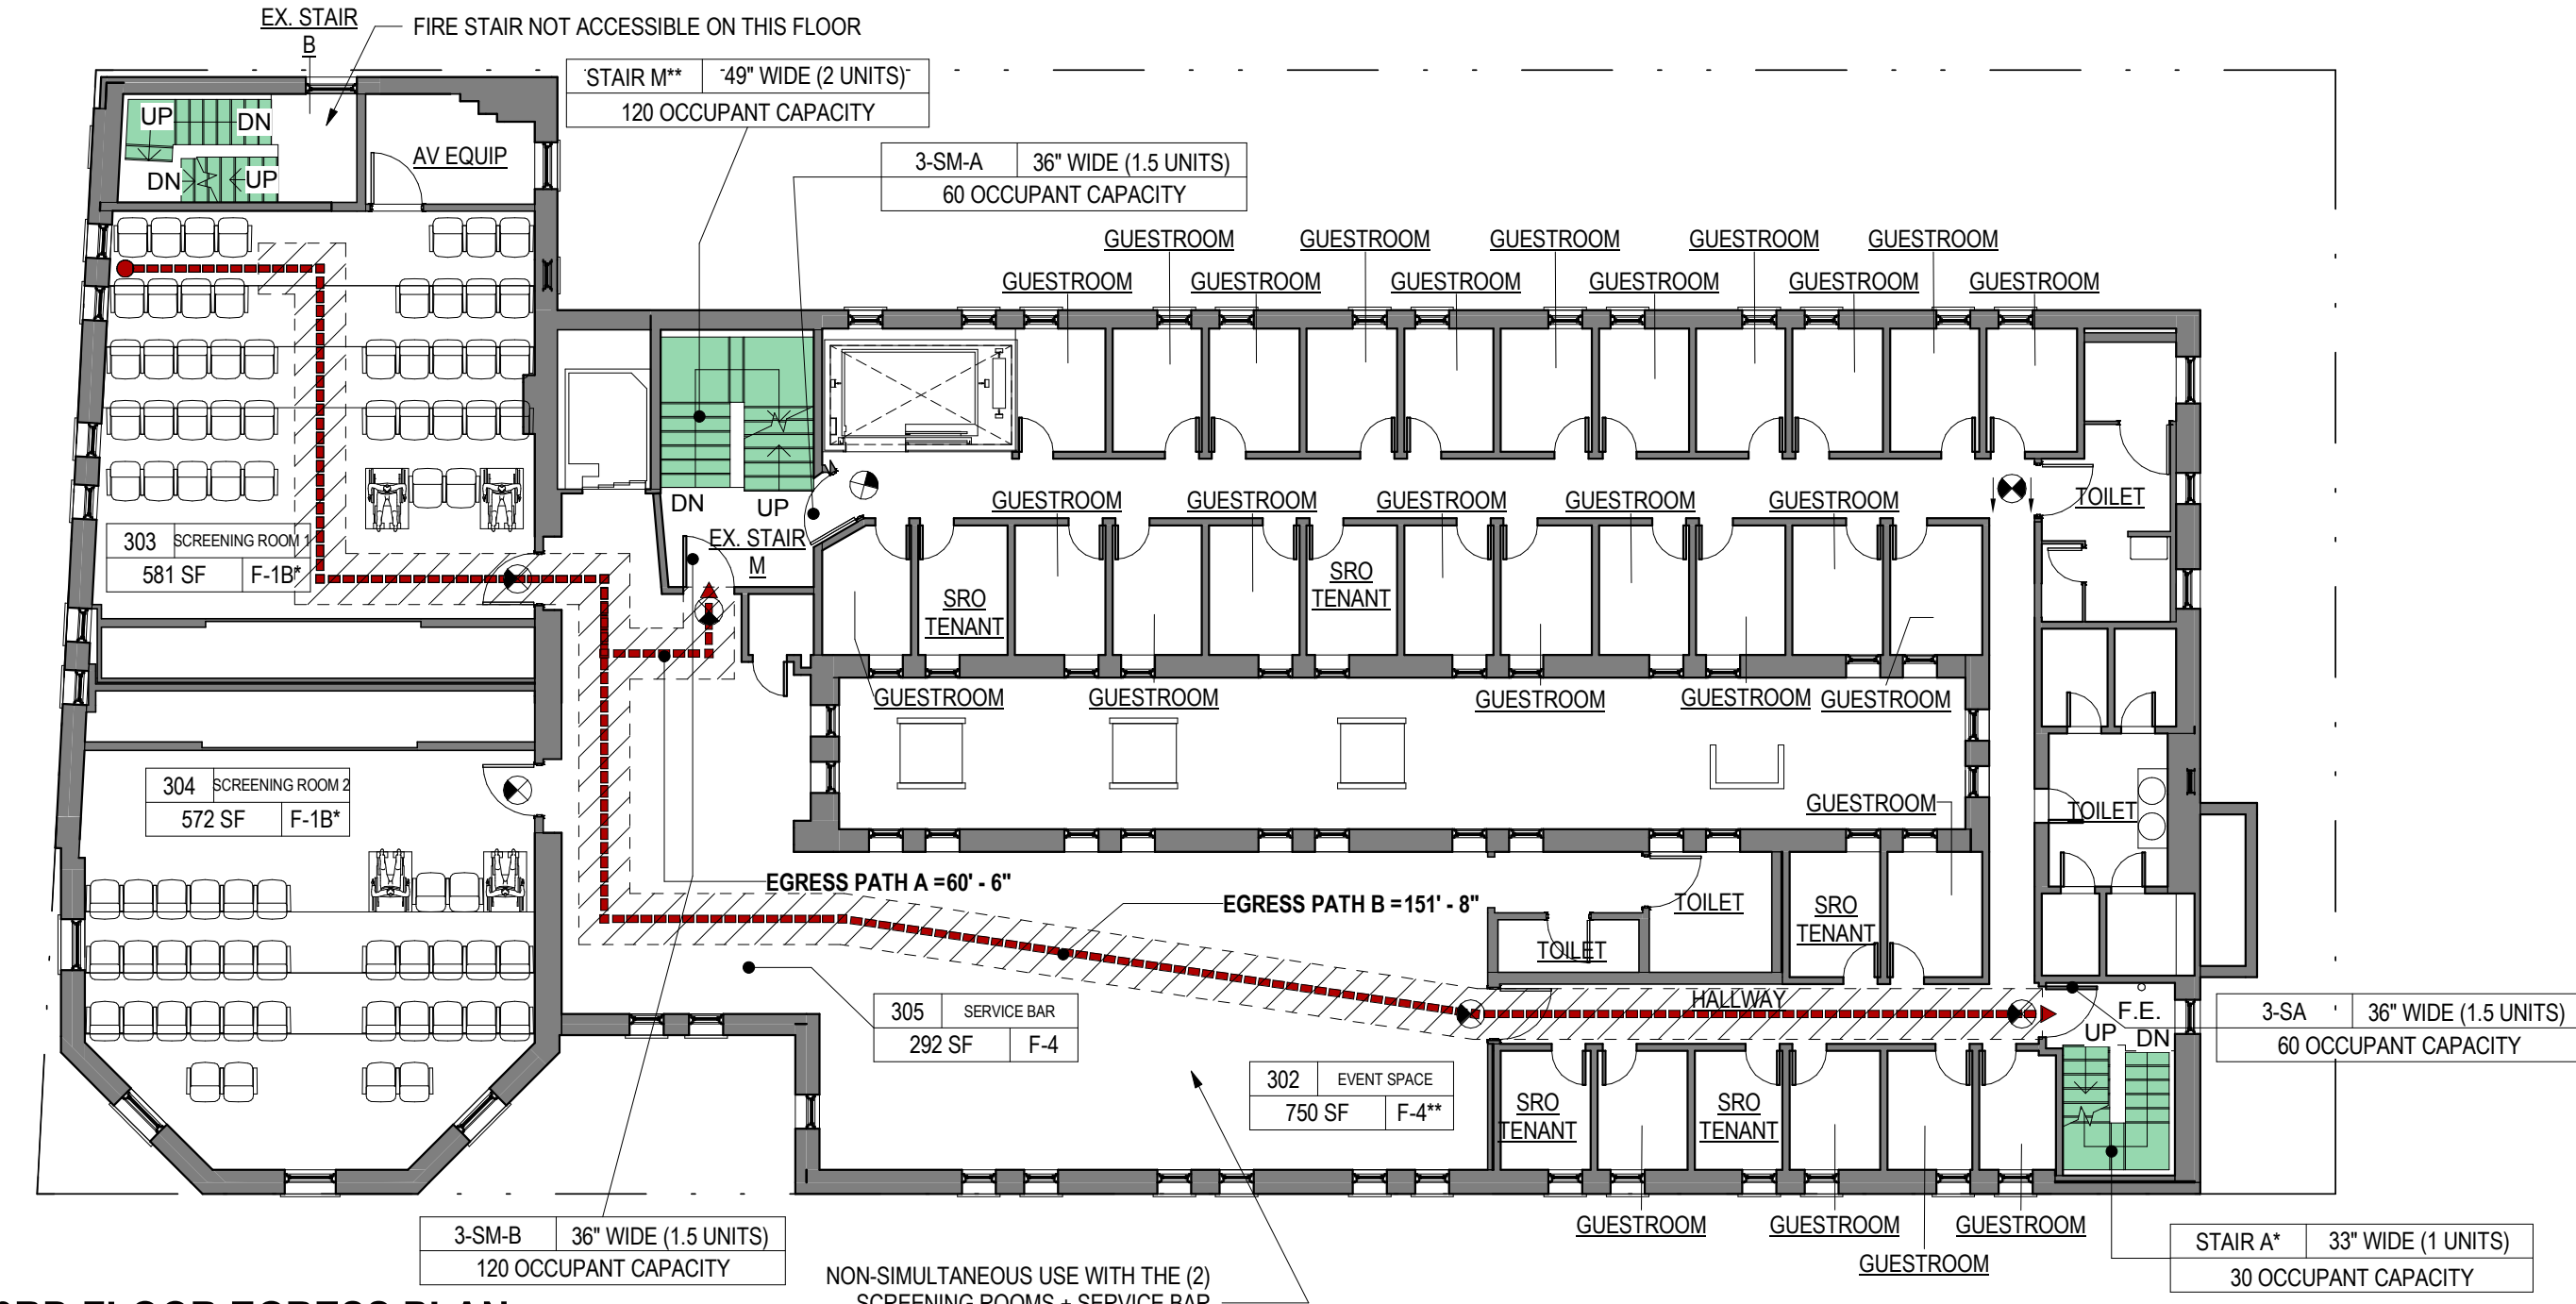 EX. STAIR
B
FIRE STAIR NOT ACCESSIBLE ON THIS FLOOR
STAIR M** 49" WIDE (2 UNITS)
120 OCCUPANT CAPACITY
UP DN
DN UP
AV EQUIP
3-SM-A 36" WIDE (1.5 UNITS)
60 OCCUPANT CAPACITY
GUESTROOM GUESTROOM GUESTROOM GUESTROOM GUESTROOM
GUESTROOM GUESTROOM GUESTROOM GUESTROOM GUESTROOM GUESTROOM
DN UP
EX. STAIR
M
GUESTROOM GUESTROOM GUESTROOM GUESTROOM GUESTROOM
TOILET
303 SCREENING ROOM 1
581 SF F-1B*
SRO
TENANT
SRO
TENANT
GUESTROOM GUESTROOM GUESTROOM GUESTROOM GUESTROOM
304 SCREENING ROOM 2
572 SF F-1B*
GUESTROOM
TOILET
EGRESS PATH A =60' - 6"
EGRESS PATH B =151' - 8"
TOILET
TOILET
SRO
TENANT
HALLWAY
305 SERVICE BAR
292 SF F-4
F.E.
UP DN
3-SA 36" WIDE (1.5 UNITS)
60 OCCUPANT CAPACITY
302 EVENT SPACE
750 SF F-4**
SRO
TENANT
SRO
TENANT
GUESTROOM GUESTROOM GUESTROOM
GUESTROOM
3-SM-B 36" WIDE (1.5 UNITS)
120 OCCUPANT CAPACITY
STAIR A* 33" WIDE (1 UNITS)
30 OCCUPANT CAPACITY
NON-SIMULTANEOUS USE WITH THE (2)
SCREENING ROOMS + SERVICE BAR
3RD FLOOR EGRESS PLAN